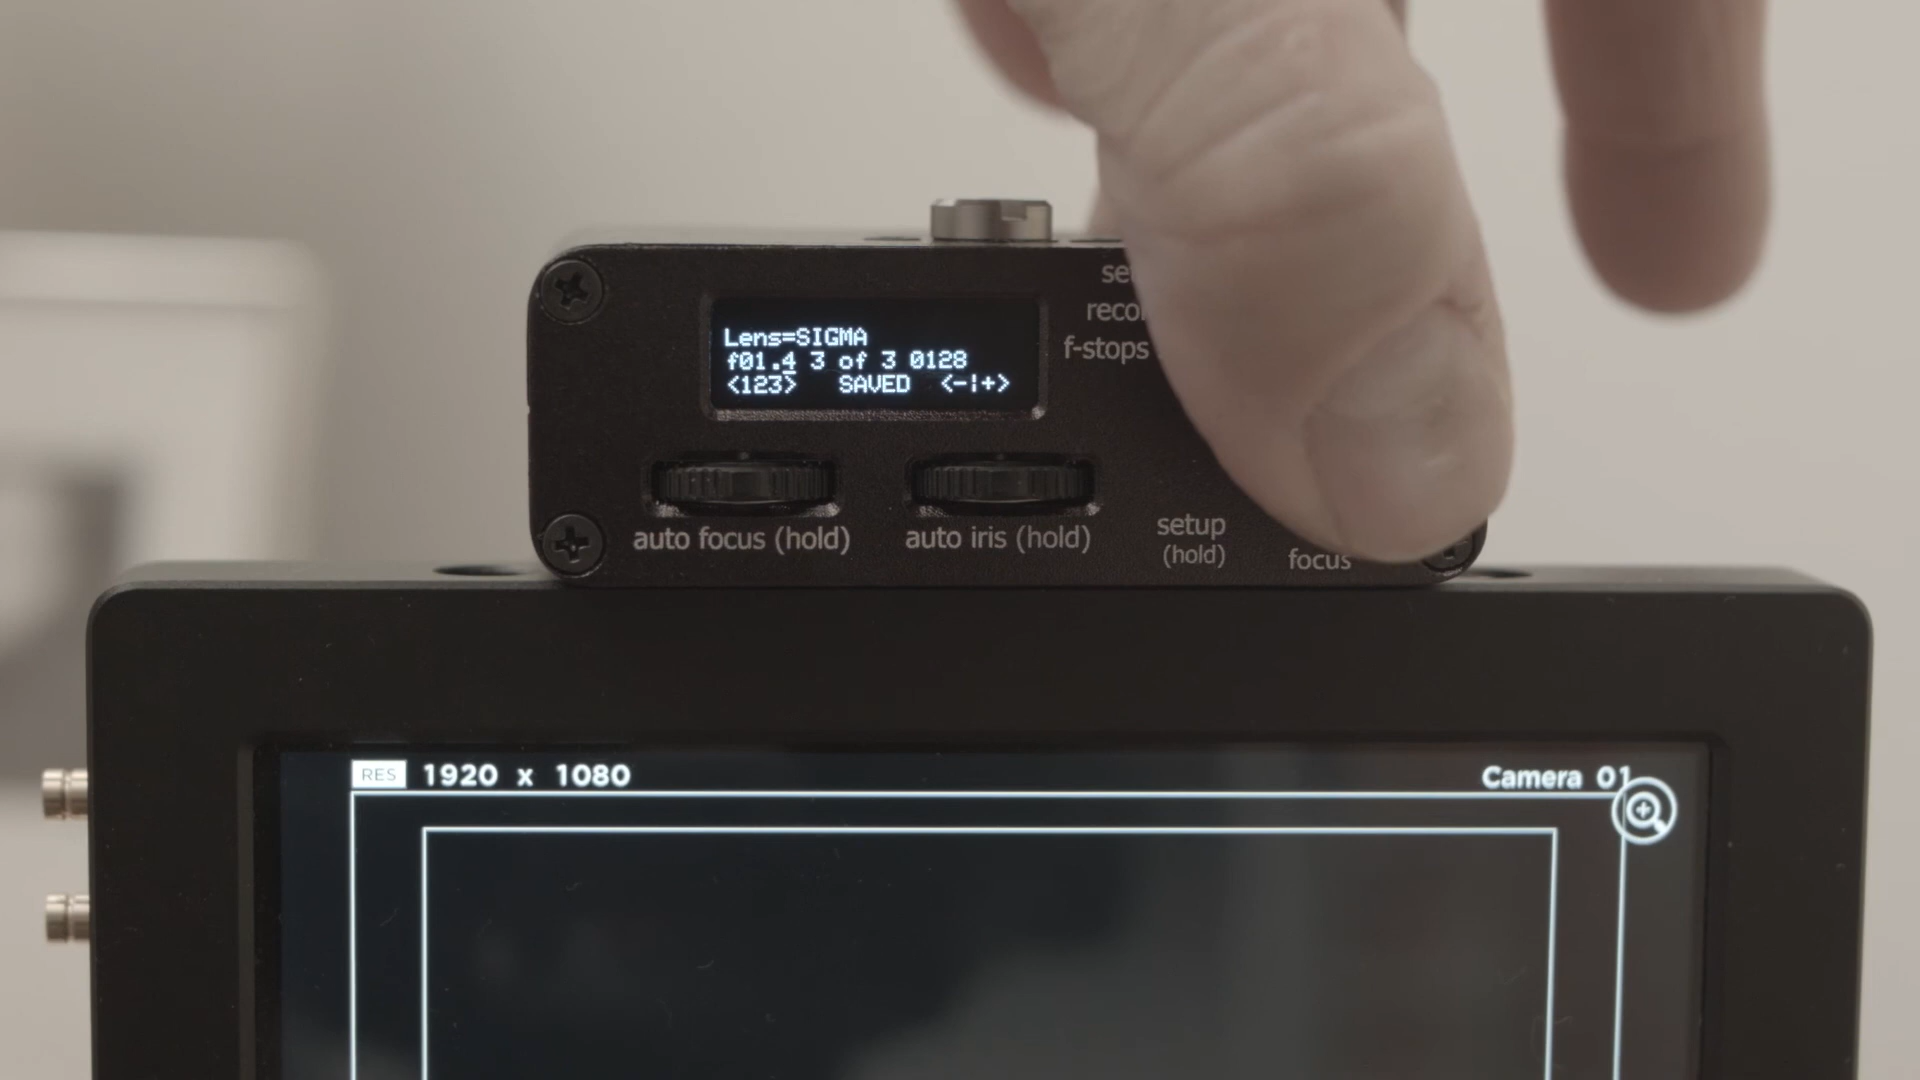 Lens=SIGMA
f01.4 3 of 3 0128
<123> SAVED <-|+>
f-stops
auto focus (hold)
auto iris (hold)
setup
(hold)
focus
RES 1920 x 1080
Camera 01